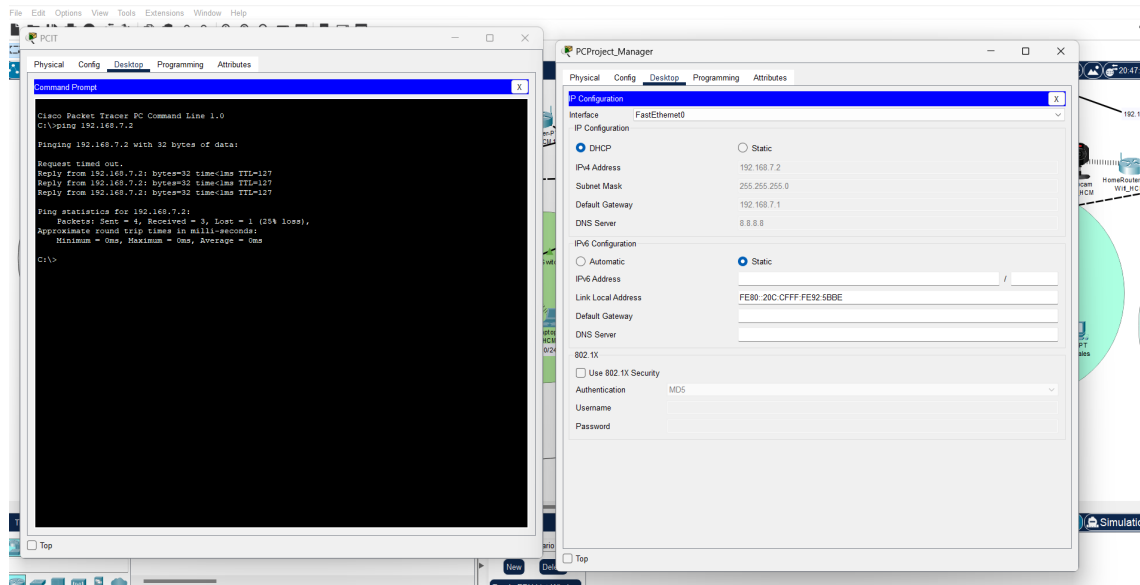 File Edit Options View Tools Extensions Window Help
PCIT
Physical Config Desktop Programming Attributes
Command Prompt X
Cisco Packet Tracer PC Command Line 1.0
C:\>ping 192.168.7.2
Pinging 192.168.7.2 with 32 bytes of data:
Request timed out.
Reply from 192.168.7.2: bytes=32 time<1ms TTL=127
Reply from 192.168.7.2: bytes=32 time<1ms TTL=127
Reply from 192.168.7.2: bytes=32 time<1ms TTL=127
Ping statistics for 192.168.7.2:
Packets: Sent = 4, Received = 3, Lost = 1 (25% loss),
Approximate round trip times in milli-seconds:
Minimum = 0ms, Maximum = 0ms, Average = 0ms
C:\>
Top
PCProject_Manager
Physical Config Desktop Programming Attributes
IP Configuration X
Interface FastEthernet0
IP Configuration
DHCP Static
IPv4 Address 192.168.7.2
Subnet Mask 255.255.255.0
Default Gateway 192.168.7.1
DNS Server 8.8.8.8
IPv6 Configuration
Automatic Static
IPv6 Address /
Link Local Address FE80::20C:CFFF:FE92:5BBE
Default Gateway
DNS Server
802.1X
Use 802.1X Security
Authentication MD5
Username
Password
Top
20:47
192.1
HomeRouter
Wifi_HC
HCM
Simulatio
New